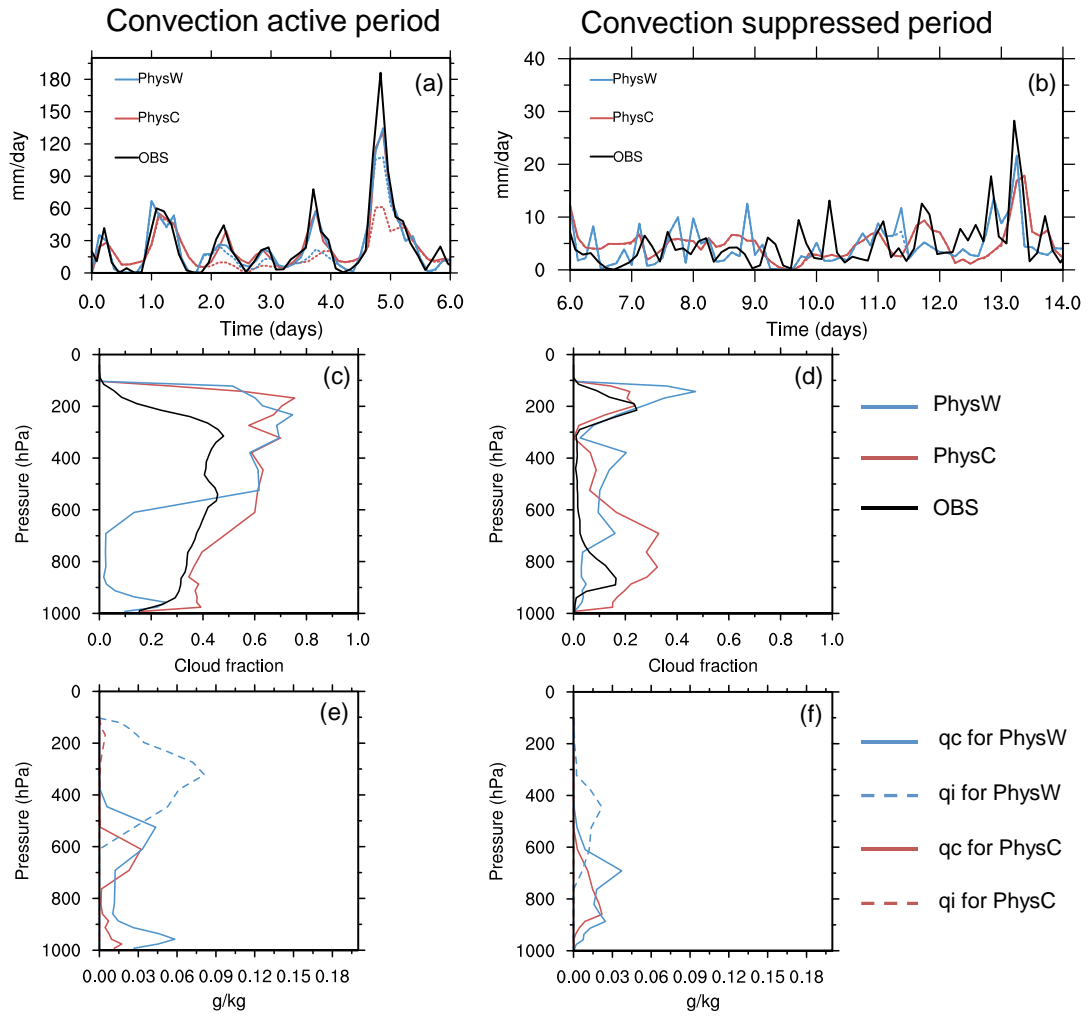 Convection active period
Convection suppressed period
(a)
PhysW
PhysC
OBS
180
150
120
90
60
30
0
mm/day
0.0 1.0 2.0 3.0 4.0 5.0 6.0
Time (days)
(b)
PhysW
PhysC
OBS
40
30
20
10
0
mm/day
6.0 7.0 8.0 9.0 10.0 11.0 12.0 13.0 14.0
Time (days)
(c)
0
200
400
600
800
1000
Pressure (hPa)
0.0 0.2 0.4 0.6 0.8 1.0
Cloud fraction
(d)
0
200
400
600
800
1000
Pressure (hPa)
0.0 0.2 0.4 0.6 0.8 1.0
Cloud fraction
PhysW
PhysC
OBS
(e)
0
200
400
600
800
1000
Pressure (hPa)
0.00 0.03 0.06 0.09 0.12 0.15 0.18
g/kg
(f)
0
200
400
600
800
1000
Pressure (hPa)
0.00 0.03 0.06 0.09 0.12 0.15 0.18
g/kg
qc for PhysW
qi for PhysW
qc for PhysC
qi for PhysC